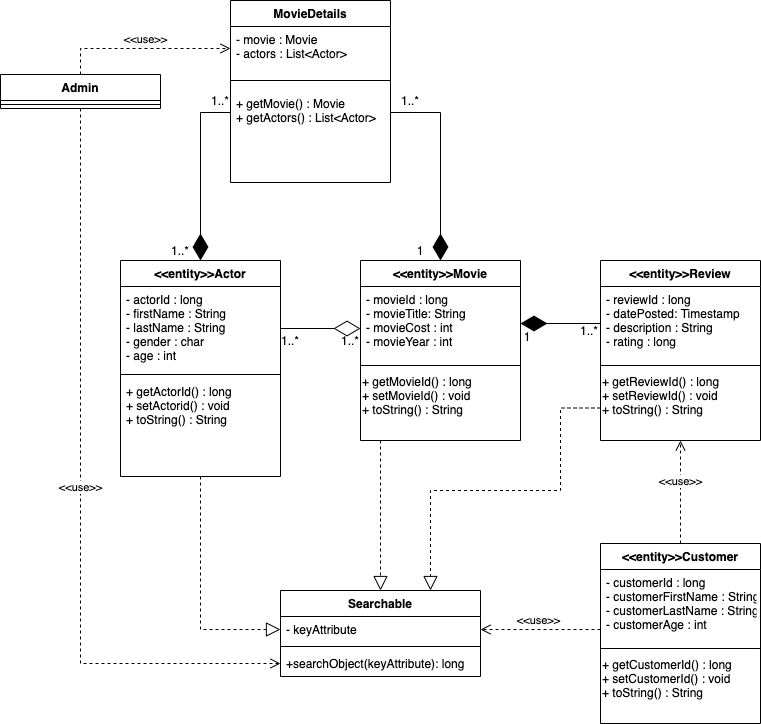 MovieDetails
- movie : Movie
- actors : List<Actor>
+ getMovie() : Movie
+ getActors() : List<Actor>
<<use>>
Admin
1..*
1..*
1..*
1
<<entity>>Actor
- actorId : long
- firstName : String
- lastName : String
- gender : char
- age : int
+ getActorId() : long
+ setActorid() : void
+ toString() : String
1..*
1..*
<<entity>>Movie
- movieId : long
- movieTitle: String
- movieCost : int
- movieYear : int
+ getMovieId() : long
+ setMovieId() : void
+ toString() : String
1
1..*
<<entity>>Review
- reviewId : long
- datePosted: Timestamp
- description : String
- rating : long
+ getReviewId() : long
+ setReviewId() : void
+ toString() : String
<<use>>
<<use>>
<<entity>>Customer
- customerId : long
- customerFirstName : String
- customerLastName : String
- customerAge : int
+ getCustomerId() : long
+ setCustomerId() : void
+ toString() : String
<<use>>
Searchable
- keyAttribute
+searchObject(keyAttribute): long